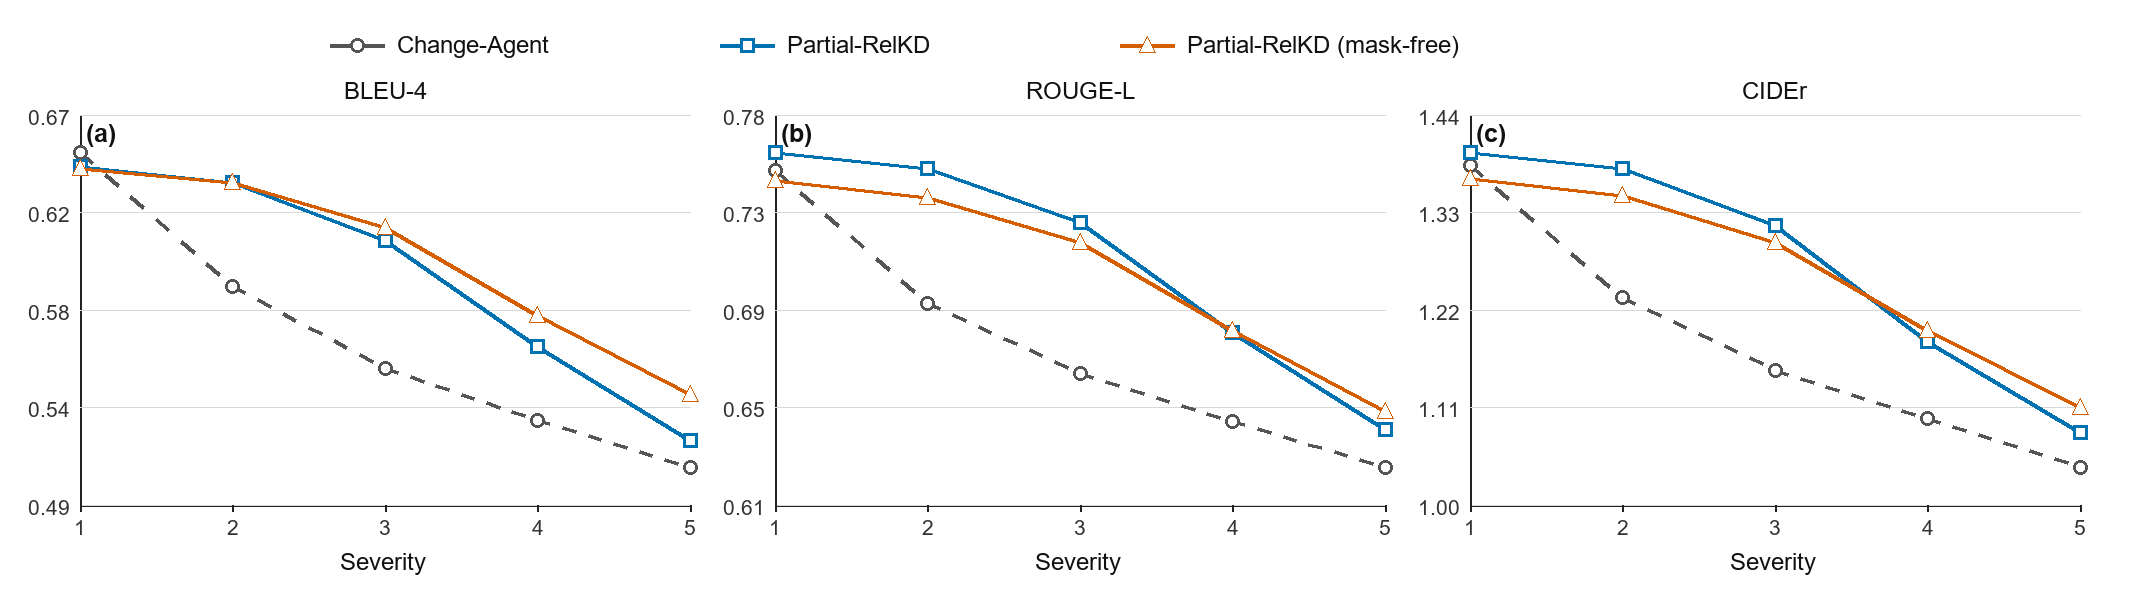 Change-Agent Partial-RelKD Partial-RelKD (mask-free)
BLEU-4 ROUGE-L CIDEr
(a) (b) (c)
0.67 0.78 1.44
0.62 0.73 1.33
0.58 0.69 1.22
0.54 0.65 1.11
0.49 0.61 1.00
1 2 3 4 5 1 2 3 4 5 1 2 3 4 5
Severity Severity Severity